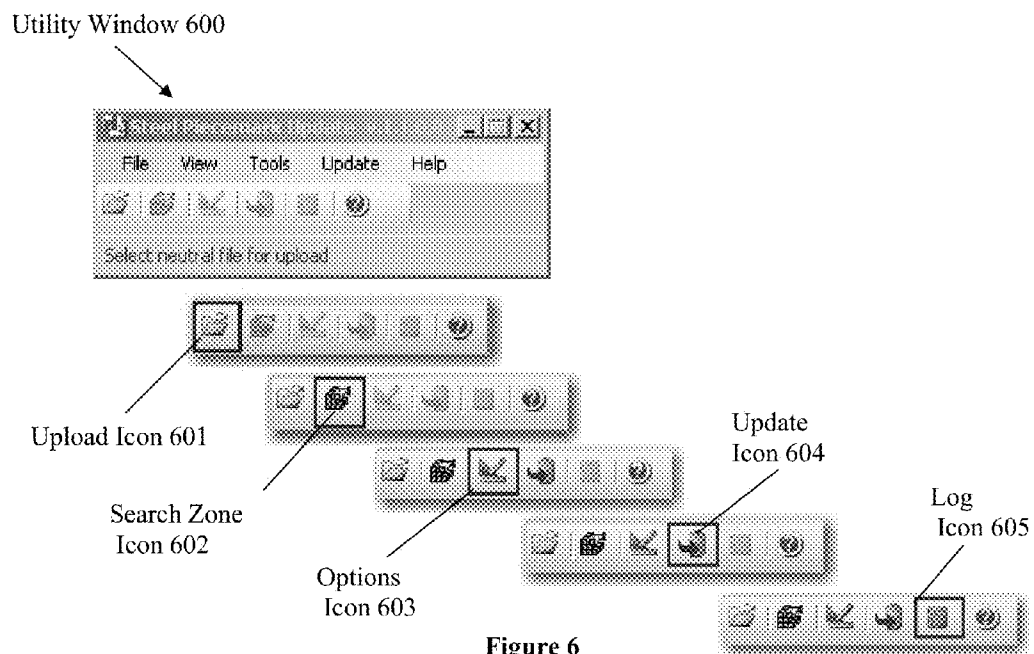 Utility Window 600
File View Tools Update Help
Select neutral file for upload
Upload Icon 601
Search Zone
Icon 602
Options
Icon 603
Update
Icon 604
Log
Icon 605
Figure 6